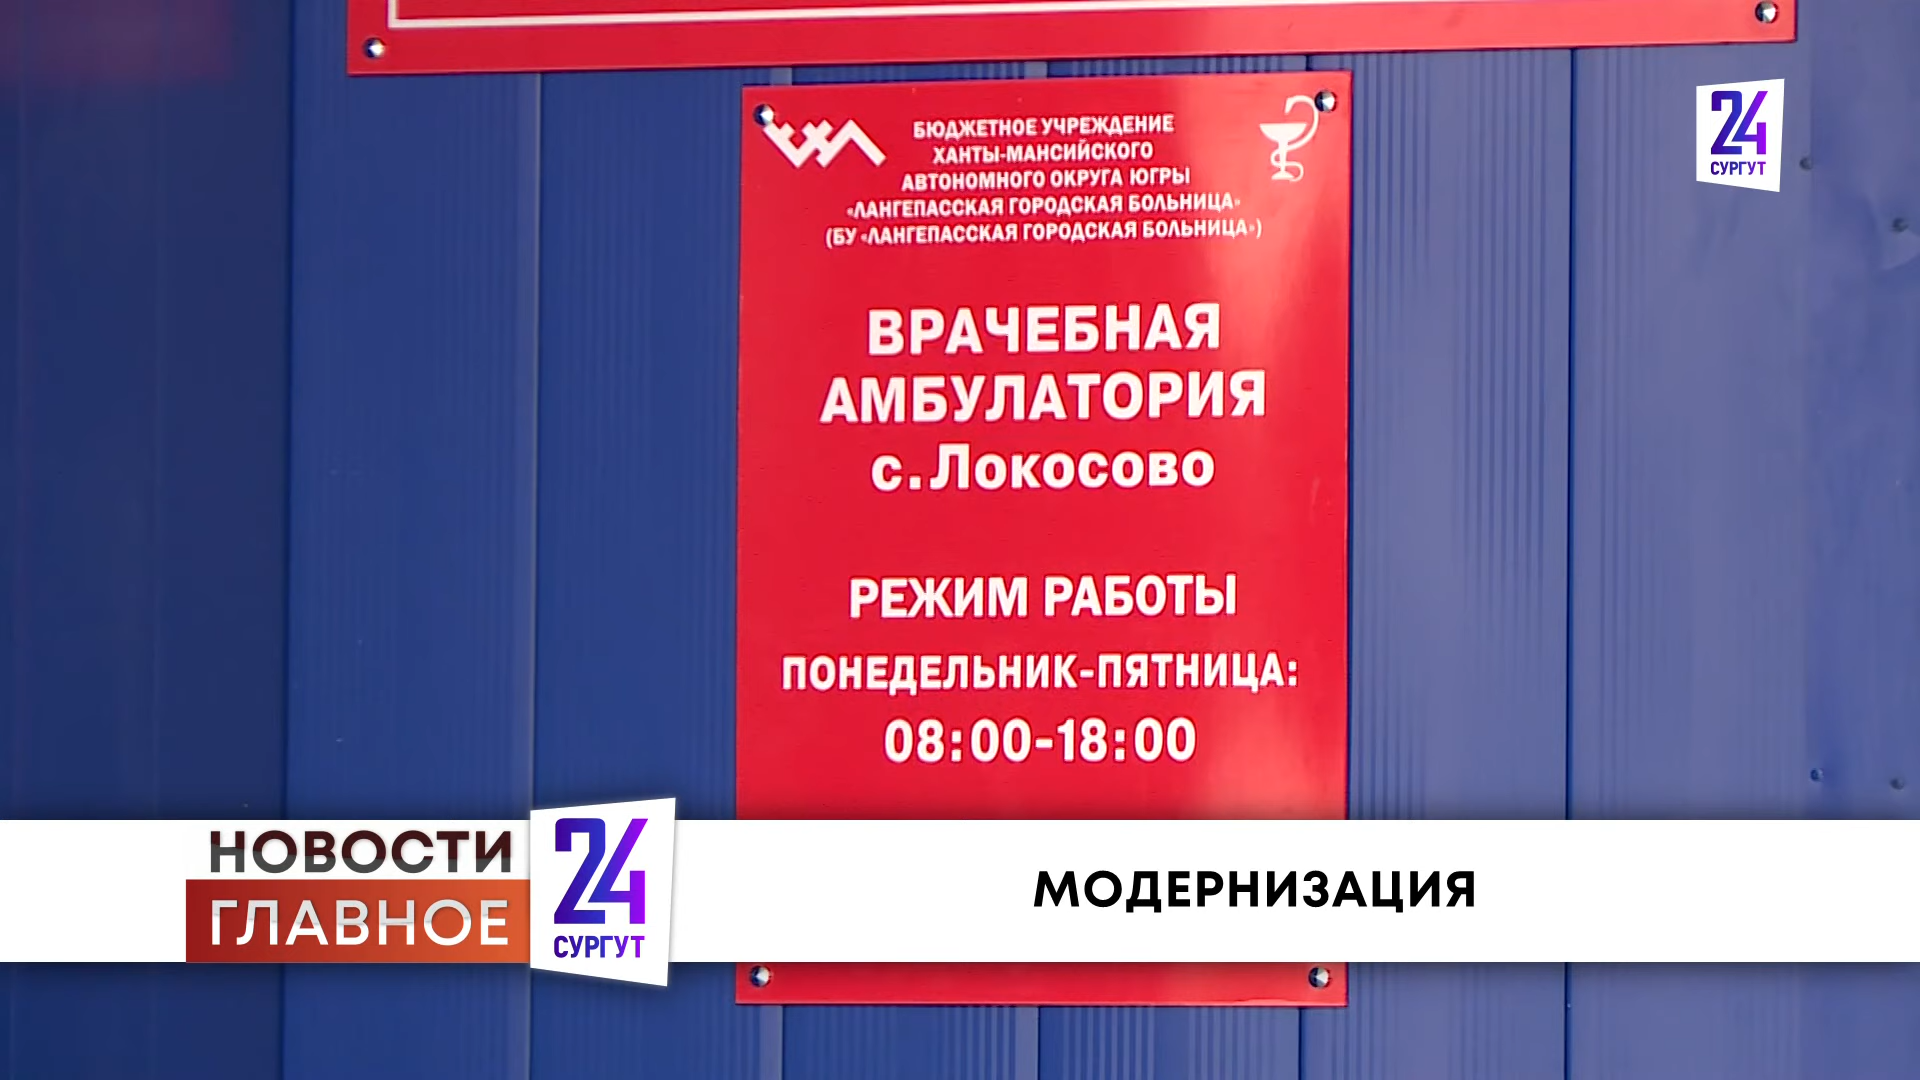 24
СУРГУТ
БЮДЖЕТНОЕ УЧРЕЖДЕНИЕ
ХАНТЫ-МАНСИЙСКОГО
АВТОНОМНОГО ОКРУГА ЮГРЫ
«ЛАНГЕПАССКАЯ ГОРОДСКАЯ БОЛЬНИЦА»
(БУ «ЛАНГЕПАССКАЯ ГОРОДСКАЯ БОЛЬНИЦА»)
ВРАЧЕБНАЯ
АМБУЛАТОРИЯ
с.Локосово
РЕЖИМ РАБОТЫ
ПОНЕДЕЛЬНИК-ПЯТНИЦА:
08:00-18:00
НОВОСТИ
ГЛАВНОЕ
24
СУРГУТ
МОДЕРНИЗАЦИЯ